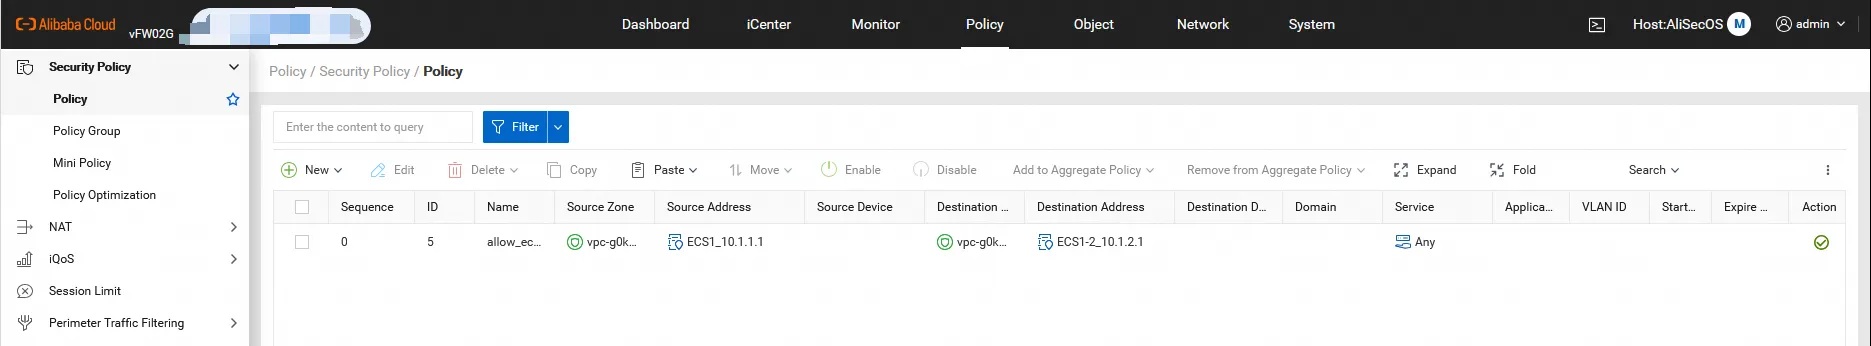 Alibaba Cloud vFW02G Dashboard iCenter Monitor Policy Object Network System Host:AliSecOS M admin
Security Policy
Policy
Policy Group
Mini Policy
Policy Optimization
NAT
iQoS
Session Limit
Perimeter Traffic Filtering
Policy / Security Policy / Policy
Enter the content to query Filter
New Edit Delete Copy Paste Move Enable Disable Add to Aggregate Policy Remove from Aggregate Policy Expand Fold Search
Sequence ID Name Source Zone Source Address Source Device Destination ... Destination Address Destination D... Domain Service Applica... VLAN ID Start... Expire ... Action
0 5 allow_ec... vpc-g0k... ECS1_10.1.1.1 vpc-g0k... ECS1-2_10.1.2.1 Any